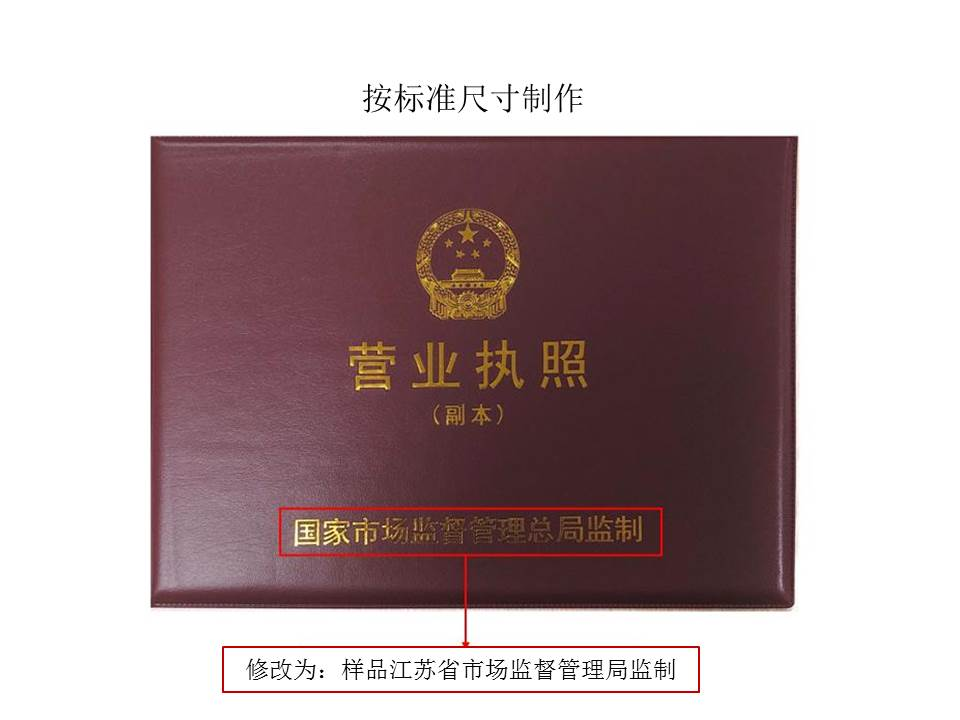 按标准尺寸制作
营业执照
（副本）
国家市场监督管理总局监制
修改为：样品江苏省市场监督管理局监制